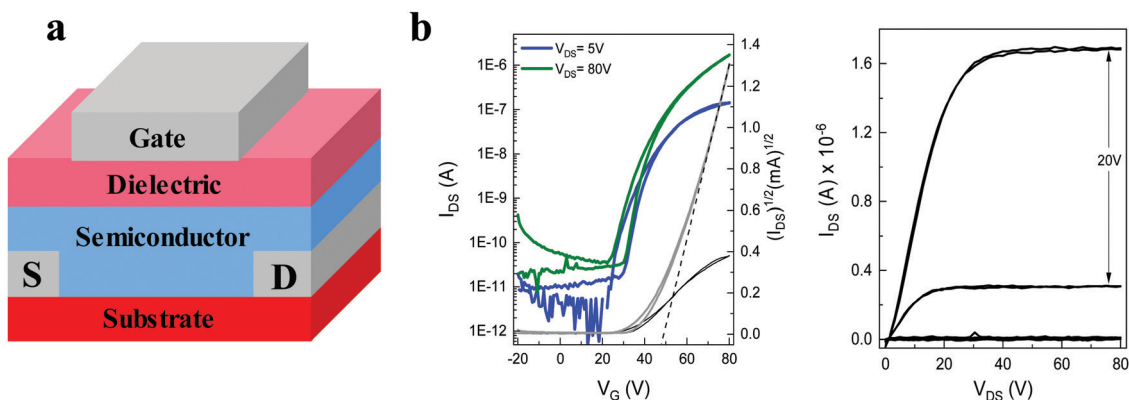 a
Gate
Dielectric
Semiconductor
S
D
Substrate
b
V_DS= 5V
V_DS= 80V
1E-6
1E-7
1E-8
1E-9
1E-10
1E-11
1E-12
I_DS (A)
-20
0
20
40
60
80
V_G (V)
1.4
1.2
1.0
0.8
0.6
0.4
0.2
0.0
(I_DS)^1/2(mA)^1/2
1.6
1.2
0.8
0.4
0.0
I_DS (A) x 10^-6
20V
0
20
40
60
80
V_DS (V)